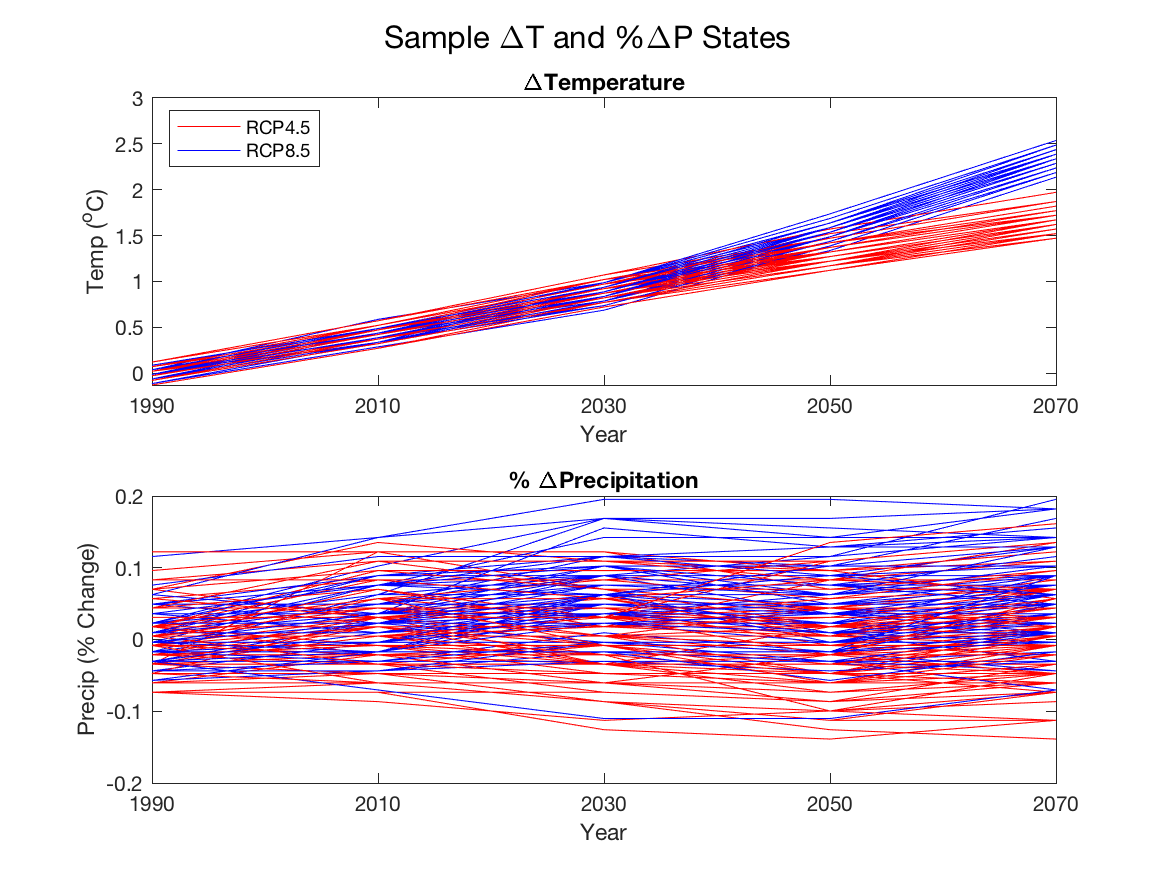 Sample ΔT and %ΔP States
ΔTemperature
3
2.5
2
1.5
1
0.5
0
Temp (°C)
RCP4.5
RCP8.5
1990 2010 2030 2050 2070
Year
% ΔPrecipitation
0.2
0.1
0
-0.1
-0.2
Precip (% Change)
1990 2010 2030 2050 2070
Year